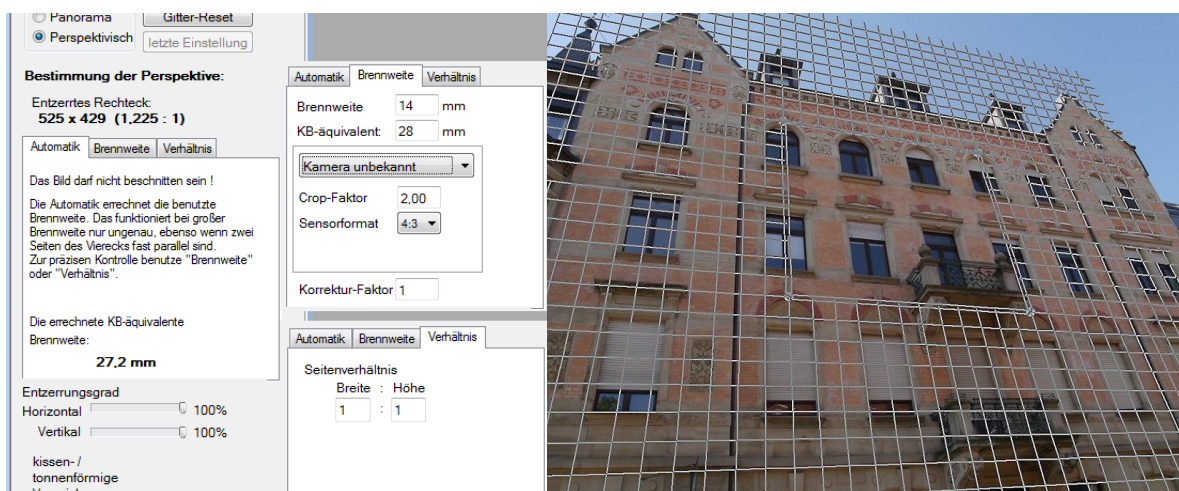 Panorama
Gitter-Reset
Perspektivisch
letzte Einstellung
Bestimmung der Perspektive:
Entzerrtes Rechteck:
525 x 429 (1,225 : 1)
Automatik Brennweite Verhältnis
Das Bild darf nicht beschnitten sein !
Die Automatik errechnet die benutzte
Brennweite. Das funktioniert bei großer
Brennweite nur ungenau, ebenso wenn zwei
Seiten des Vierecks fast parallel sind.
Zur präzisen Kontrolle benutze "Brennweite"
oder "Verhältnis".
Die errechnete KB-äquivalente
Brennweite:
27,2 mm
Entzerrungsgrad
Horizontal 100%
Vertikal 100%
kissen- /
tonnenförmige
Automatik Brennweite Verhältnis
Brennweite 14 mm
KB-äquivalent: 28 mm
Kamera unbekannt
Crop-Faktor 2,00
Sensorformat 4:3
Korrektur-Faktor 1
Automatik Brennweite Verhältnis
Seitenverhältnis
Breite : Höhe
1 : 1